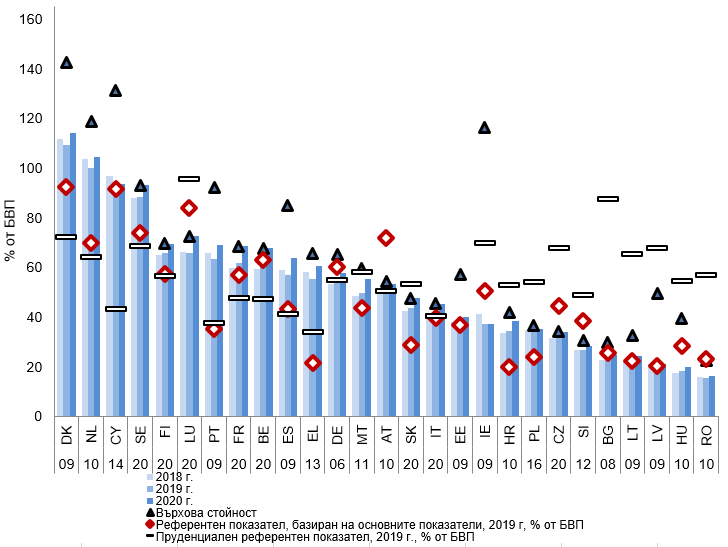 160
140
120
100
80
60
40
20
0
% от БВП
DK NL CY SE FI LU PT FR BE ES EL DE MT AT SK IT EE IE HR PL CZ SI BG LT LV HU RO
09 10 14 20 20 20 09 20 20 09 13 06 11 10 20 20 09 09 10 16 20 12 08 09 09 10 10
2018 г.
2019 г.
2020 г.
Върхова стойност
Референтен показател, базиран на основните показатели, 2019 г, % от БВП
Пруденциален референтен показател, 2019 г., % от БВП